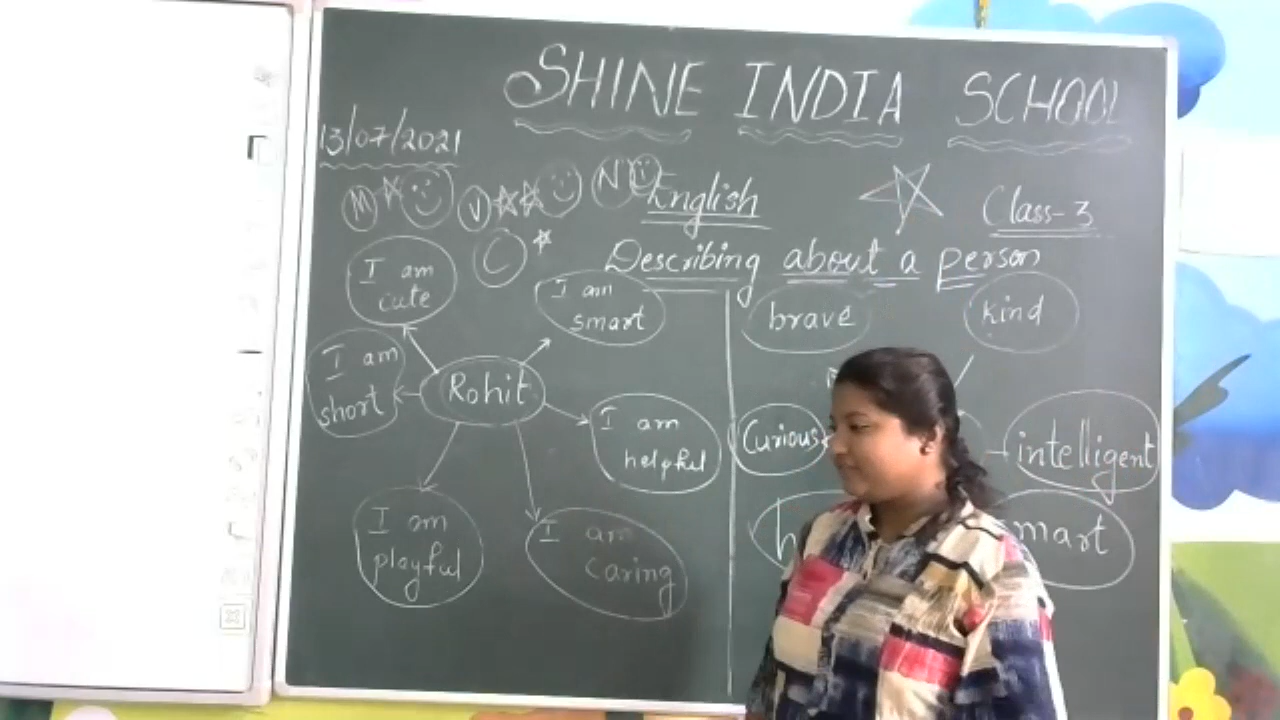 SHINE INDIA SCHOOL
13/07/2021
M V N
English
Class-3
C
Describing about a person
I am
cute
I am
smart
I am
short
Rohit
I am
helpful
I am
playful
I am
caring
brave
kind
Curious
intelligent
mart